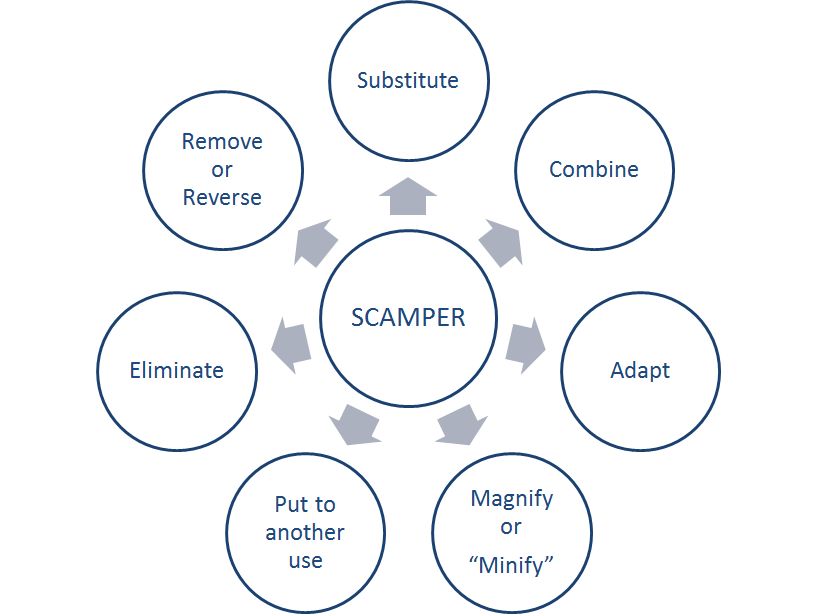 SCAMPER
Substitute
Combine
Adapt
Magnify
or
“Minify”
Put to
another
use
Eliminate
Remove
or
Reverse